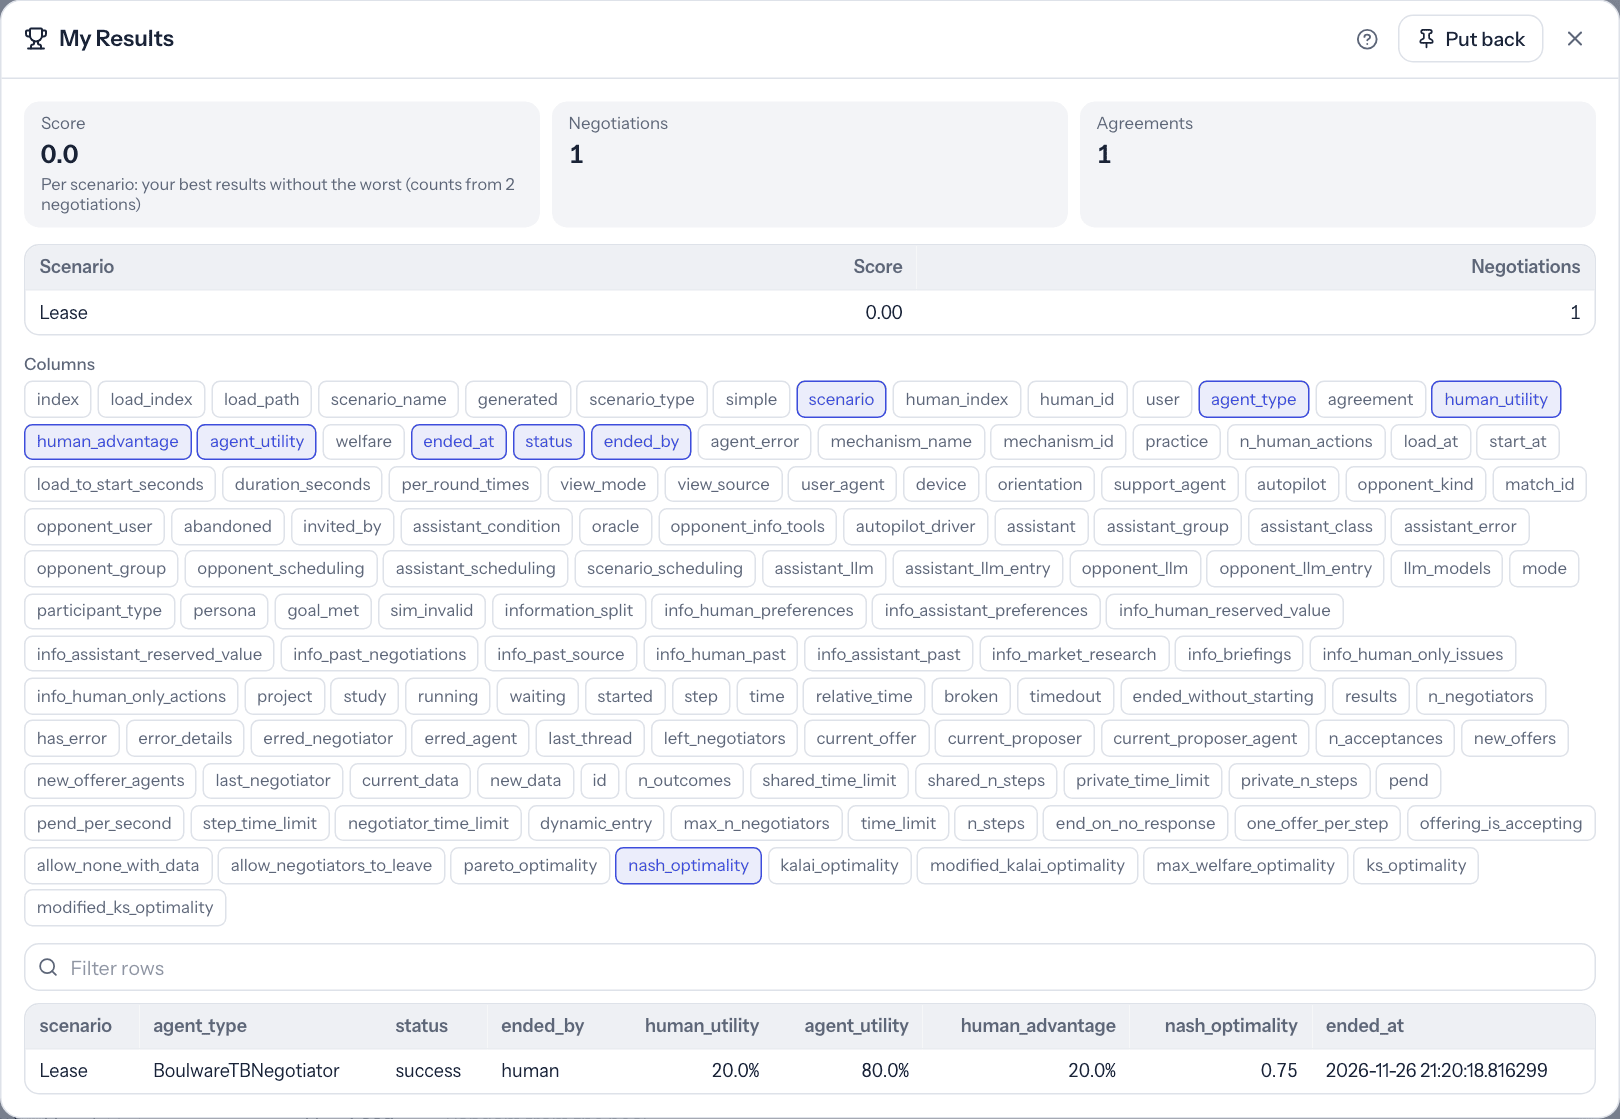 My Results
Put back
Score
0.0
Per scenario: your best results without the worst (counts from 2
negotiations)
Negotiations
1
Agreements
1
Scenario Score Negotiations
Lease 0.00 1
Columns
index load_index load_path scenario_name generated scenario_type simple scenario human_index human_id user agent_type agreement human_utility
human_advantage agent_utility welfare ended_at status ended_by agent_error mechanism_name mechanism_id practice n_human_actions load_at start_at
load_to_start_seconds duration_seconds per_round_times view_mode view_source user_agent device orientation support_agent autopilot opponent_kind match_id
opponent_user abandoned invited_by assistant_condition oracle opponent_info_tools autopilot_driver assistant assistant_group assistant_class assistant_error
opponent_group opponent_scheduling assistant_scheduling scenario_scheduling assistant_llm assistant_llm_entry opponent_llm opponent_llm_entry llm_models mode
participant_type persona goal_met sim_invalid information_split info_human_preferences info_assistant_preferences info_human_reserved_value
info_assistant_reserved_value info_past_negotiations info_past_source info_human_past info_assistant_past info_market_research info_briefings info_human_only_issues
info_human_only_actions project study running waiting started step time relative_time broken timedout ended_without_starting results n_negotiators
has_error error_details erred_negotiator erred_agent last_thread left_negotiators current_offer current_proposer current_proposer_agent n_acceptances new_offers
new_offerer_agents last_negotiator current_data new_data id n_outcomes shared_time_limit shared_n_steps private_time_limit private_n_steps pend
pend_per_second step_time_limit negotiator_time_limit dynamic_entry max_n_negotiators time_limit n_steps end_on_no_response one_offer_per_step offering_is_accepting
allow_none_with_data allow_negotiators_to_leave pareto_optimality nash_optimality kalai_optimality modified_kalai_optimality max_welfare_optimality ks_optimality
modified_ks_optimality
Filter rows
scenario agent_type status ended_by human_utility agent_utility human_advantage nash_optimality ended_at
Lease BoulwareTBNegotiator success human 20.0% 80.0% 20.0% 0.75 2026-11-26 21:20:18.816299